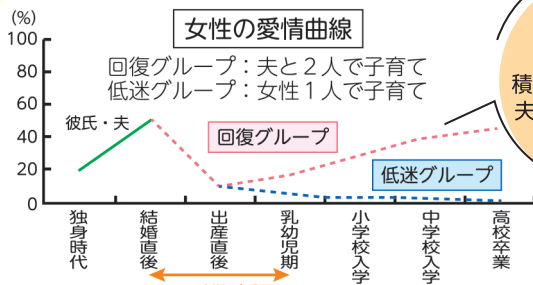 (%)
女性の愛情曲線
100
80
60
40
20
0
回復グループ：夫と2人で子育て
低迷グループ：女性1人で子育て
彼氏・夫
回復グループ
低迷グループ
積
夫
独身時代
結婚直後
出産直後
乳幼児期
小学校入学
中学校入学
高校卒業